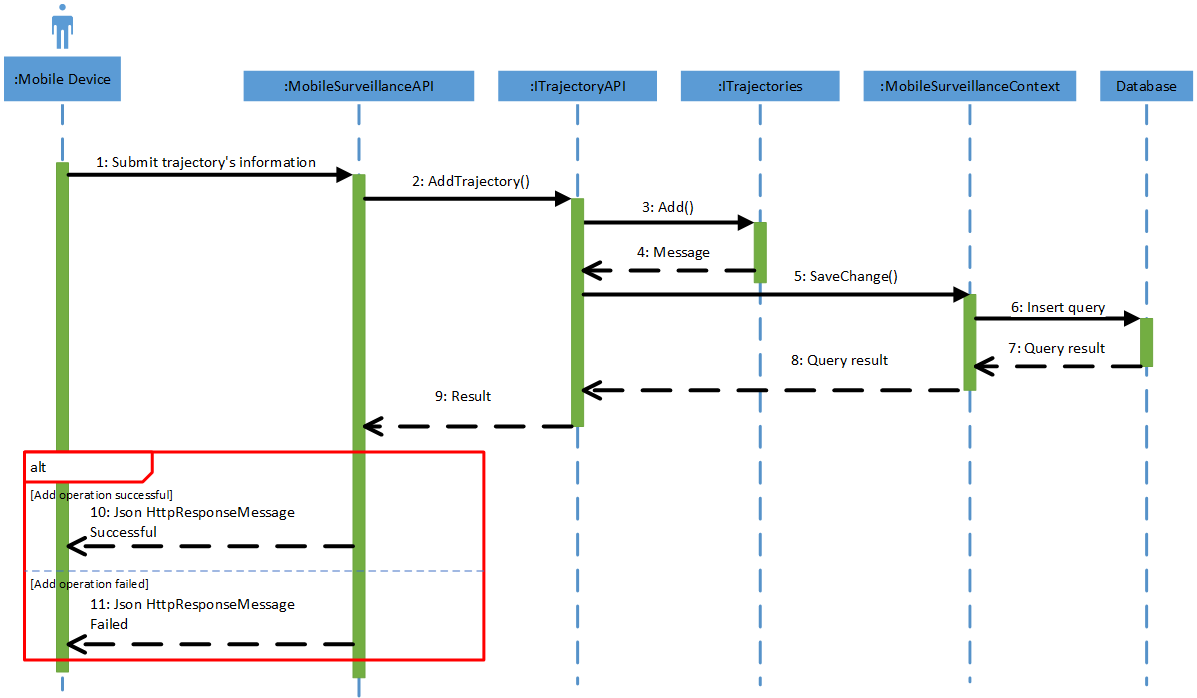 :Mobile Device
:MobileSurveillanceAPI
:ITrajectoryAPI
:ITrajectories
:MobileSurveillanceContext
Database
1: Submit trajectory's information
2: AddTrajectory()
3: Add()
4: Message
5: SaveChange()
6: Insert query
7: Query result
8: Query result
9: Result
alt
[Add operation successful]
10: Json HttpResponseMessage
Successful
[Add operation failed]
11: Json HttpResponseMessage
Failed